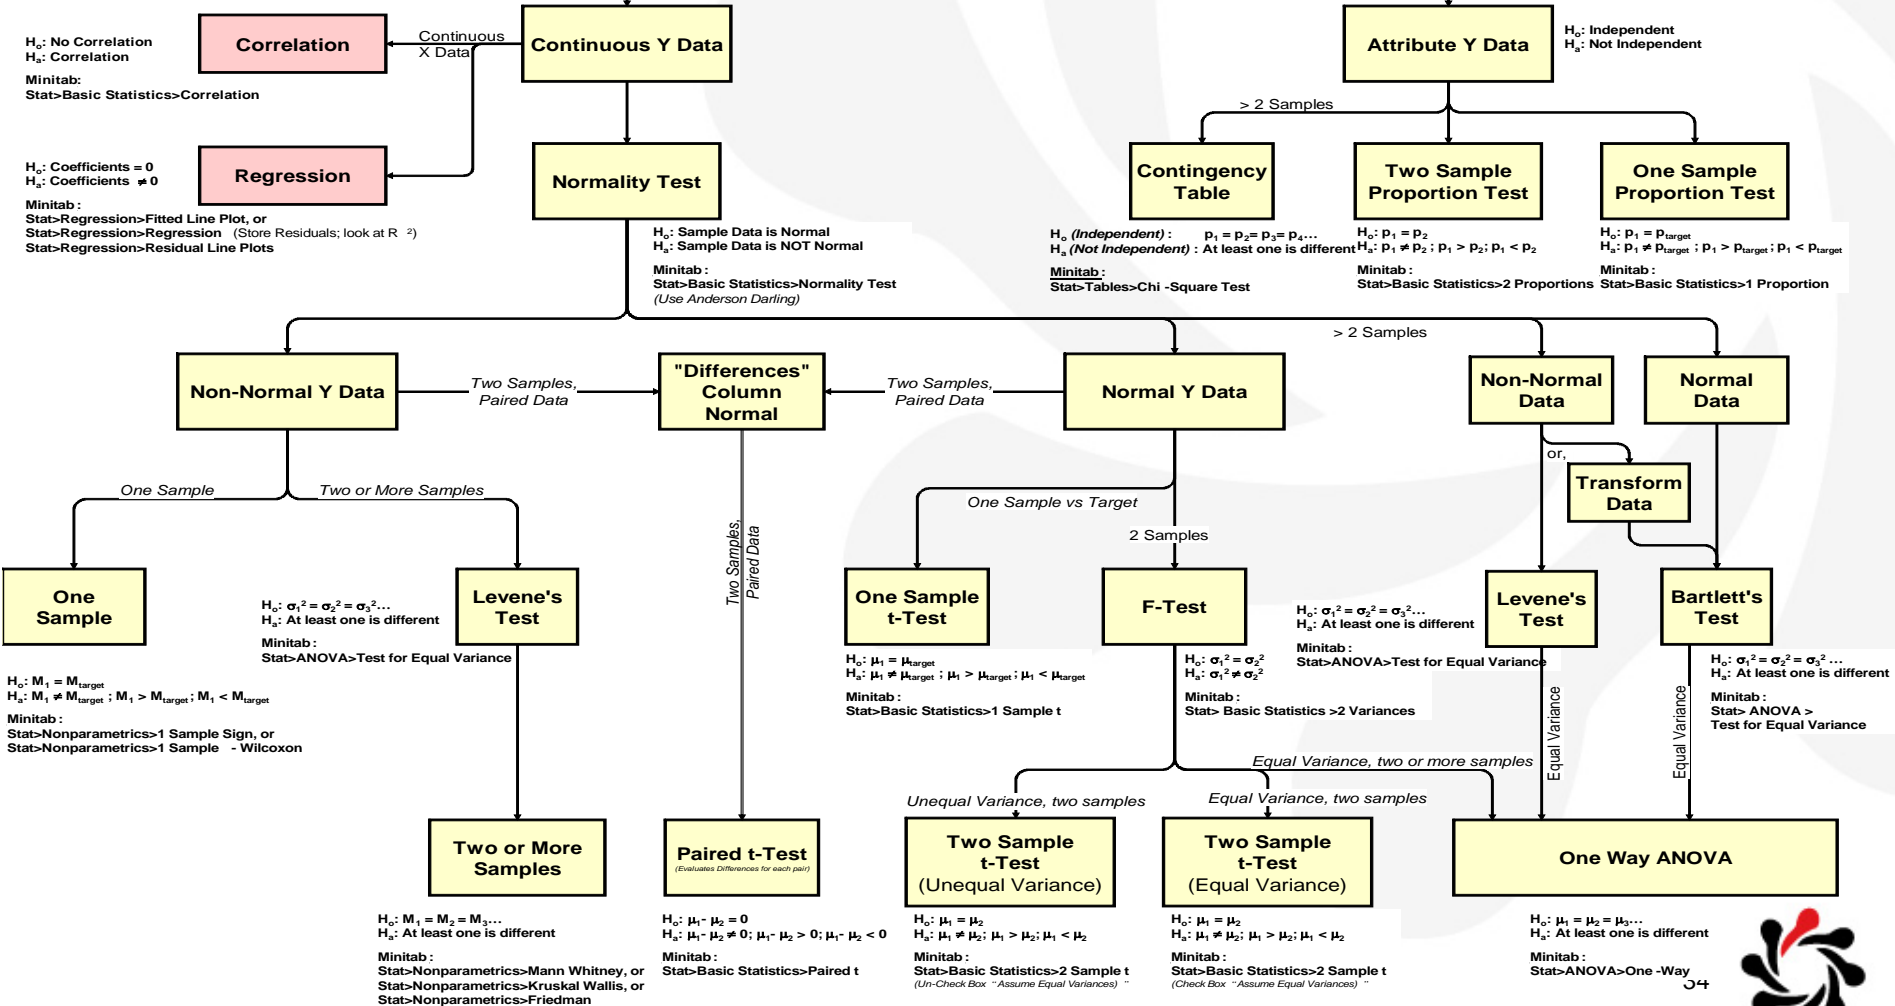 Hₒ: No Correlation
Hₐ: Correlation
Minitab:
Stat>Basic Statistics>Correlation
Correlation
Continuous
X Data
Continuous Y Data
Attribute Y Data
Hₒ: Independent
Hₐ: Not Independent
Hₒ: Coefficients = 0
Hₐ: Coefficients ≠ 0
Minitab :
Stat>Regression>Fitted Line Plot, or
Stat>Regression>Regression (Store Residuals; look at R ²)
Stat>Regression>Residual Line Plots
Regression
Normality Test
Hₒ: Sample Data is Normal
Hₐ: Sample Data is NOT Normal
Minitab :
Stat>Basic Statistics>Normality Test
(Use Anderson Darling)
> 2 Samples
Contingency
Table
Hₒ (Independent) : p₁ = p₂= p₃= p₄...
Hₐ (Not Independent) : At least one is different
Minitab :
Stat>Tables>Chi -Square Test
Two Sample
Proportion Test
Hₒ: p₁ = p₂
Hₐ: p₁ ≠ p₂ ; p₁ > p₂; p₁ < p₂
Minitab :
Stat>Basic Statistics>2 Proportions
One Sample
Proportion Test
Hₒ: p₁ = p_target
Hₐ: p₁ ≠ p_target ; p₁ > p_target ; p₁ < p_target
Minitab :
Stat>Basic Statistics>1 Proportion
> 2 Samples
Non-Normal Y Data
Two Samples,
Paired Data
"Differences"
Column
Normal
Two Samples,
Paired Data
Normal Y Data
Non-Normal
Data
Normal
Data
or,
Transform
Data
One Sample
Two or More Samples
Two Samples,
Paired Data
One Sample vs Target
2 Samples
One
Sample
Hₒ: M₁ = M_target
Hₐ: M₁ ≠ M_target ; M₁ > M_target ; M₁ < M_target
Minitab :
Stat>Nonparametrics>1 Sample Sign, or
Stat>Nonparametrics>1 Sample - Wilcoxon
Hₒ: σ₁² = σ₂² = σ₃²...
Hₐ: At least one is different
Minitab :
Stat>ANOVA>Test for Equal Variance
Levene's
Test
One Sample
t-Test
Hₒ: μ₁ = μ_target
Hₐ: μ₁ ≠ μ_target ; μ₁ > μ_target ; μ₁ < μ_target
Minitab :
Stat>Basic Statistics>1 Sample t
F-Test
Hₒ: σ₁² = σ₂²
Hₐ: σ₁² ≠ σ₂²
Minitab :
Stat> Basic Statistics >2 Variances
Hₒ: σ₁² = σ₂² = σ₃²...
Hₐ: At least one is different
Minitab :
Stat>ANOVA>Test for Equal Variance
Levene's
Test
Bartlett's
Test
Hₒ: σ₁² = σ₂² = σ₃² ...
Hₐ: At least one is different
Minitab :
Stat> ANOVA >
Test for Equal Variance
Equal Variance
Equal Variance
Equal Variance, two or more samples
Unequal Variance, two samples
Equal Variance, two samples
Two or More
Samples
Hₒ: M₁ = M₂ = M₃...
Hₐ: At least one is different
Minitab :
Stat>Nonparametrics>Mann Whitney, or
Stat>Nonparametrics>Kruskal Wallis, or
Stat>Nonparametrics>Friedman
Paired t-Test
(Evaluates Differences for each pair)
Hₒ: μ₁- μ₂ = 0
Hₐ: μ₁- μ₂ ≠ 0; μ₁- μ₂ > 0; μ₁- μ₂ < 0
Minitab :
Stat>Basic Statistics>Paired t
Two Sample
t-Test
(Unequal Variance)
Hₒ: μ₁ = μ₂
Hₐ: μ₁ ≠ μ₂; μ₁ > μ₂; μ₁ < μ₂
Minitab :
Stat>Basic Statistics>2 Sample t
(Un-Check Box “Assume Equal Variances) ”
Two Sample
t-Test
(Equal Variance)
Hₒ: μ₁ = μ₂
Hₐ: μ₁ ≠ μ₂; μ₁ > μ₂; μ₁ < μ₂
Minitab :
Stat>Basic Statistics>2 Sample t
(Check Box “Assume Equal Variances) ”
One Way ANOVA
Hₒ: μ₁ = μ₂ = μ₃...
Hₐ: At least one is different
Minitab :
Stat>ANOVA>One -Way